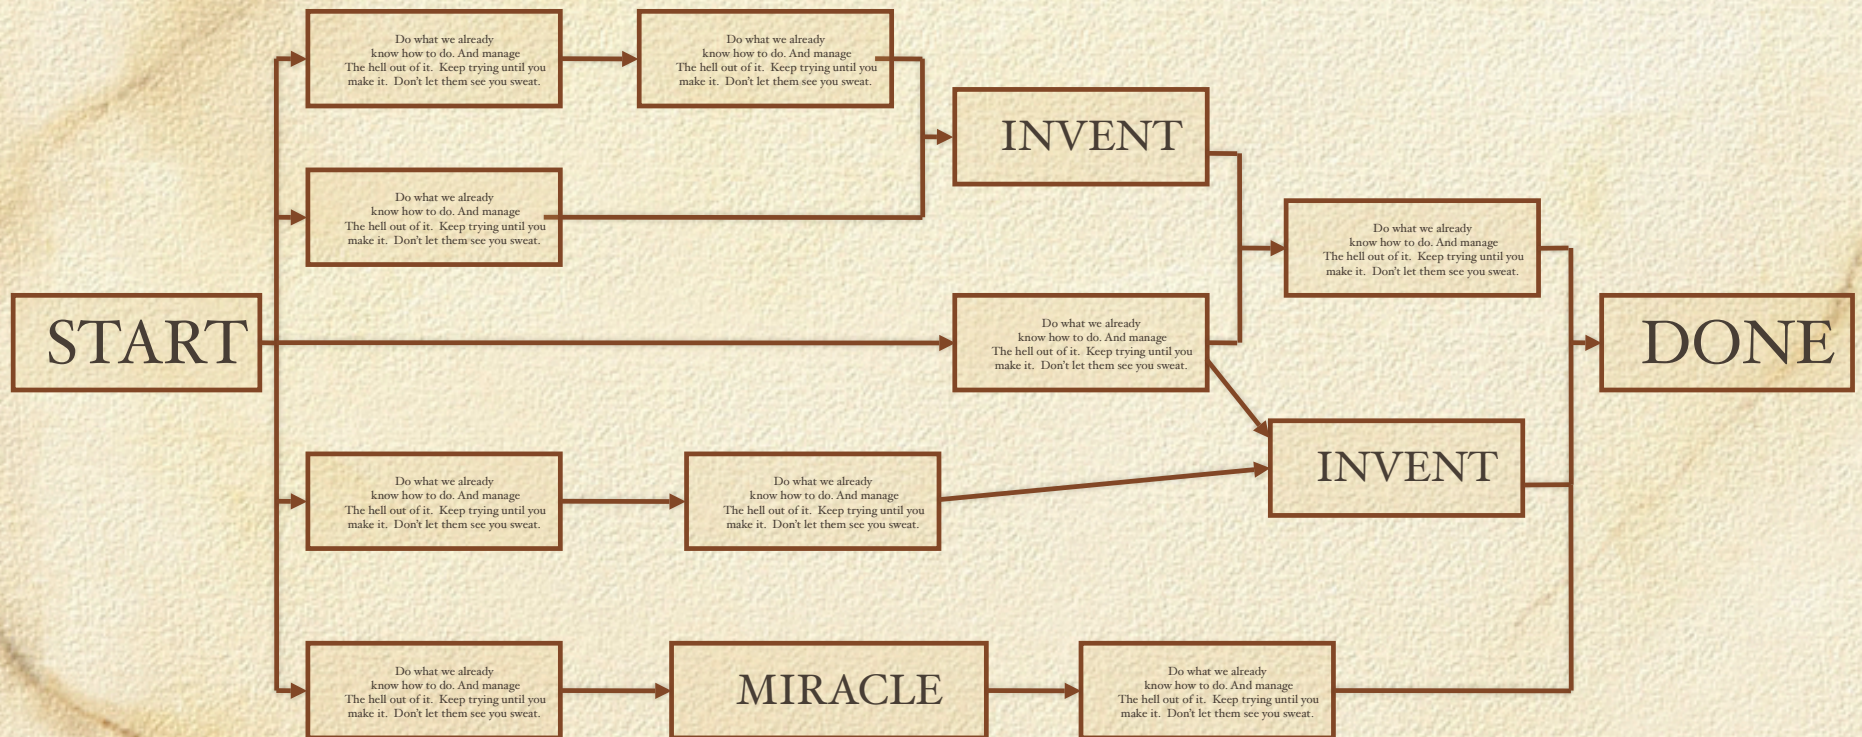 Do what we already
know how to do. And manage
The hell out of it.  Keep trying until you
make it.  Don't let them see you sweat.
Do what we already
know how to do. And manage
The hell out of it.  Keep trying until you
make it.  Don't let them see you sweat.
INVENT
Do what we already
know how to do. And manage
The hell out of it.  Keep trying until you
make it.  Don't let them see you sweat.
Do what we already
know how to do. And manage
The hell out of it.  Keep trying until you
make it.  Don't let them see you sweat.
START
Do what we already
know how to do. And manage
The hell out of it.  Keep trying until you
make it.  Don't let them see you sweat.
DONE
INVENT
Do what we already
know how to do. And manage
The hell out of it.  Keep trying until you
make it.  Don't let them see you sweat.
Do what we already
know how to do. And manage
The hell out of it.  Keep trying until you
make it.  Don't let them see you sweat.
Do what we already
know how to do. And manage
The hell out of it.  Keep trying until you
make it.  Don't let them see you sweat.
MIRACLE
Do what we already
know how to do. And manage
The hell out of it.  Keep trying until you
make it.  Don't let them see you sweat.